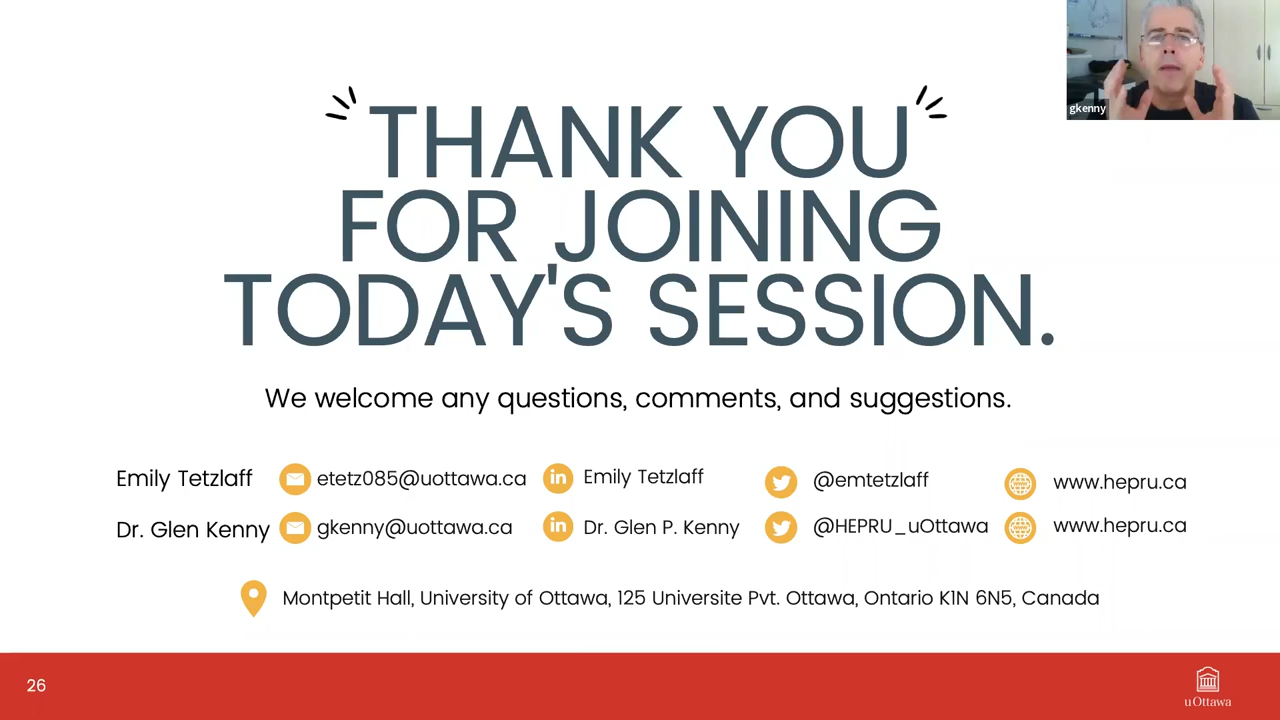 gkenny
THANK YOU
FOR JOINING
TODAY'S SESSION.
We welcome any questions, comments, and suggestions.
Emily Tetzlaff etetz085@uottawa.ca in Emily Tetzlaff @emtetzlaff www.hepru.ca
Dr. Glen Kenny gkenny@uottawa.ca in Dr. Glen P. Kenny @HEPRU_uOttawa www.hepru.ca
Montpetit Hall, University of Ottawa, 125 Universite Pvt. Ottawa, Ontario K1N 6N5, Canada
26
uOttawa